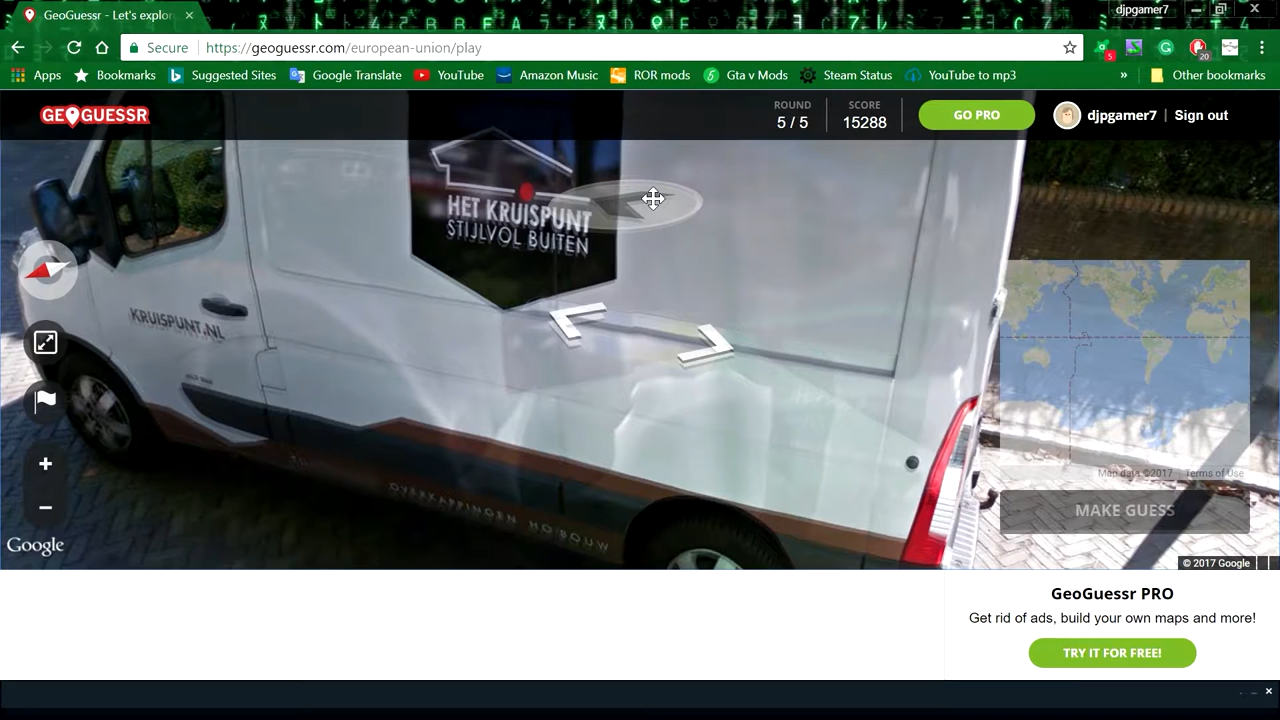 GeoGuessr - Let's explor
djpgamer7
Secure
https://geoguessr.com/european-union/play
5
20
Apps
Bookmarks
Suggested Sites
Google Translate
YouTube
Amazon Music
ROR mods
Gta v Mods
Steam Status
YouTube to mp3
»
Other bookmarks
GEOGUESSR
ROUND
5 / 5
SCORE
15288
GO PRO
djpgamer7 | Sign out
HET KRUISPUNT
STIJLVOL BUITEN
KRUISPUNT.NL
OVERKAPPINGEN HOUTBOUW
Map data ©2017
Terms of Use
MAKE GUESS
Google
© 2017 Google
GeoGuessr PRO
Get rid of ads, build your own maps and more!
TRY IT FOR FREE!